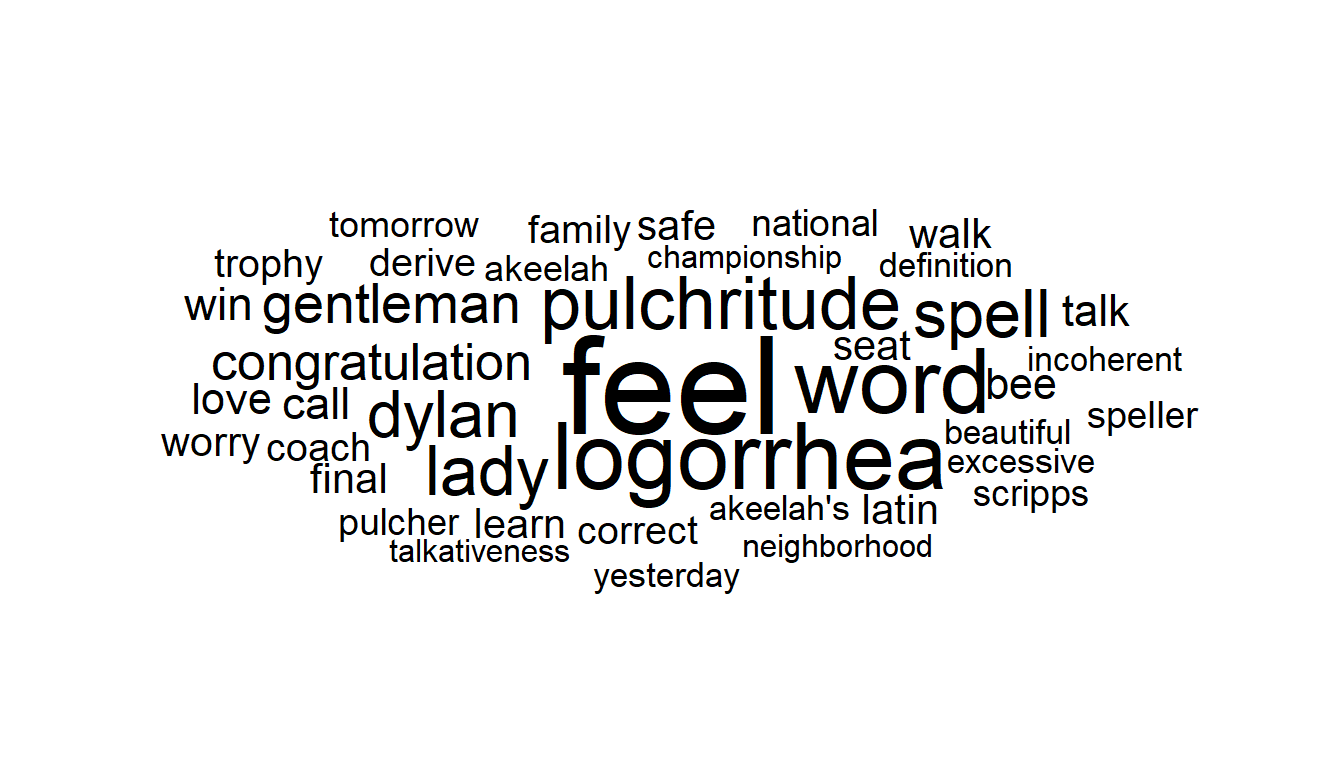 tomorrow family safe national walk
trophy derive akeelah championship definition
win gentleman pulchritude spell talk
congratulation feel seat incoherent
love call dylan word bee speller
worry coach lady logorrhea beautiful
final excessive
scripps
pulcher learn correct akeelah's latin
talkativeness neighborhood
yesterday